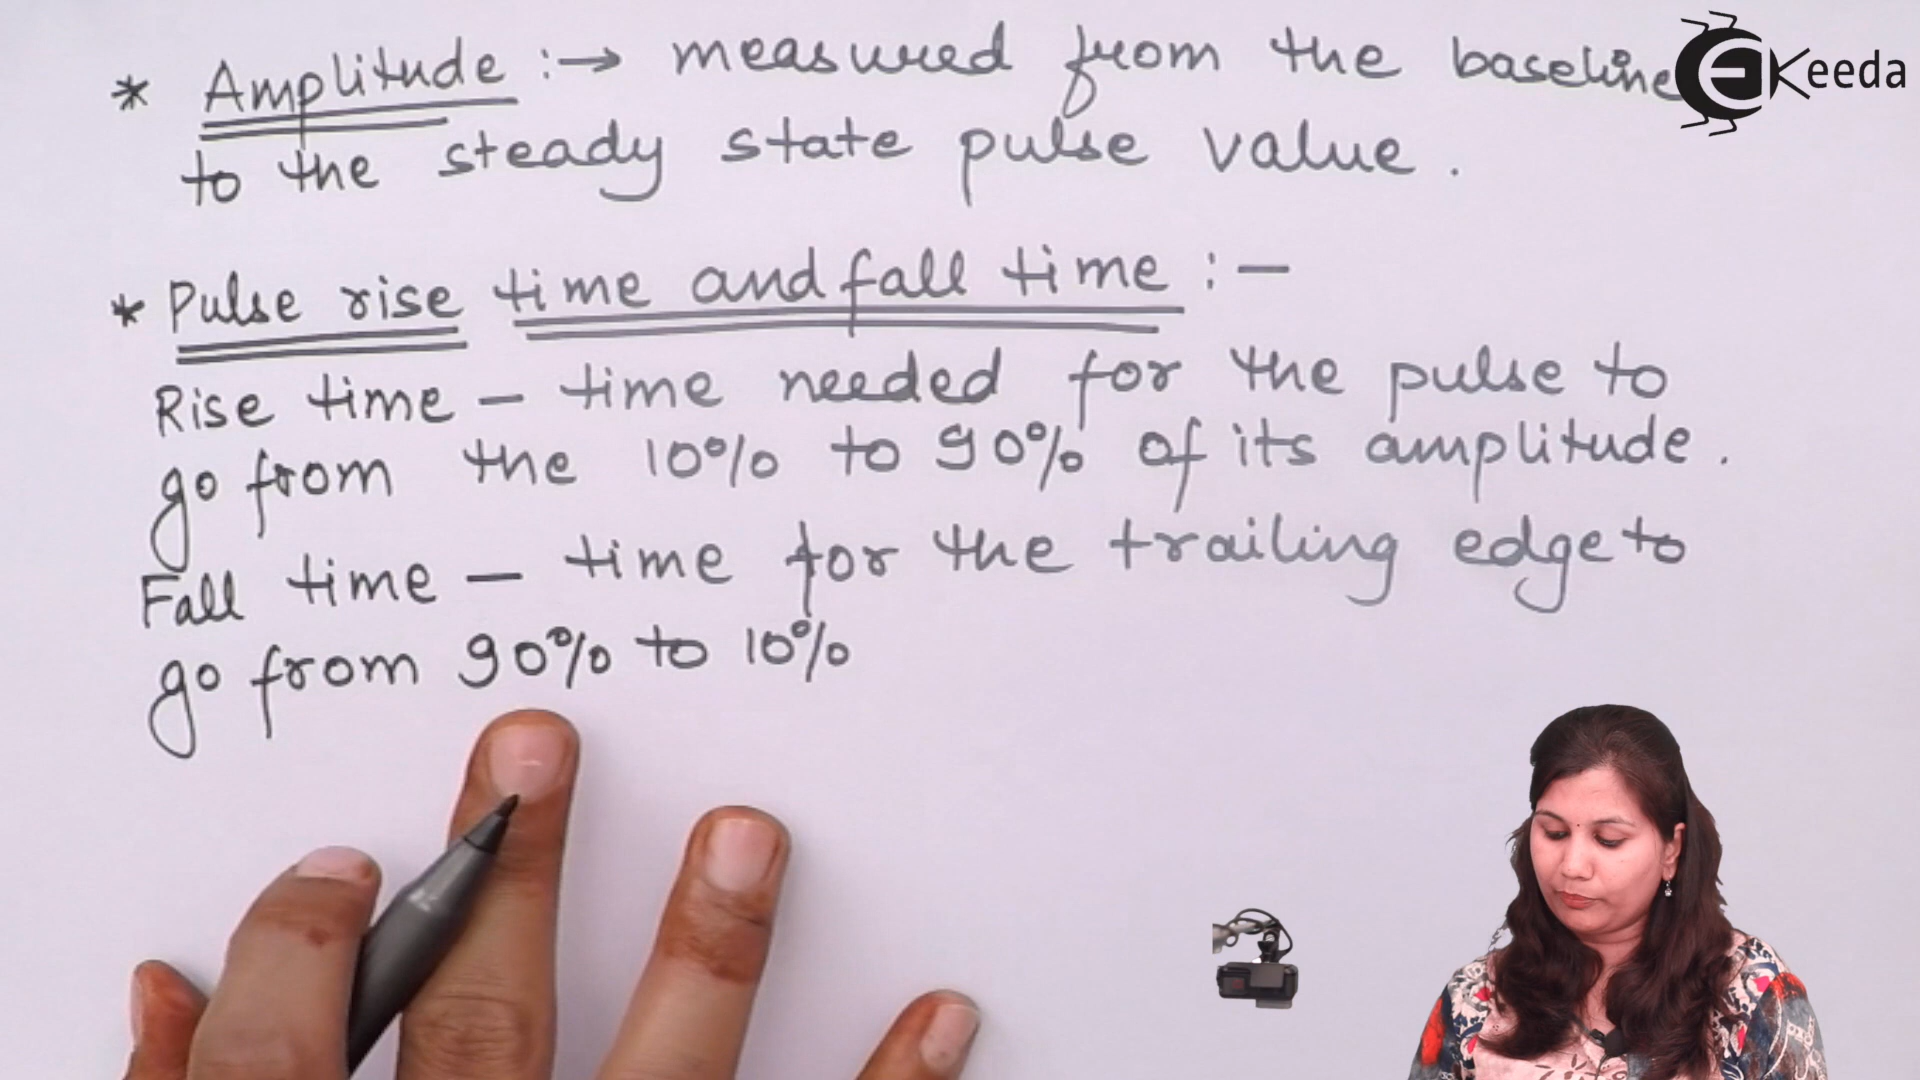 * Amplitude :→ measured from the baseline
to the steady state pulse value.
* Pulse rise time and fall time :-
Rise time - time needed for the pulse to
go from the 10% to 90% of its amplitude.
Fall time - time for the trailing edge to
go from 90% to 10%
EKeeda